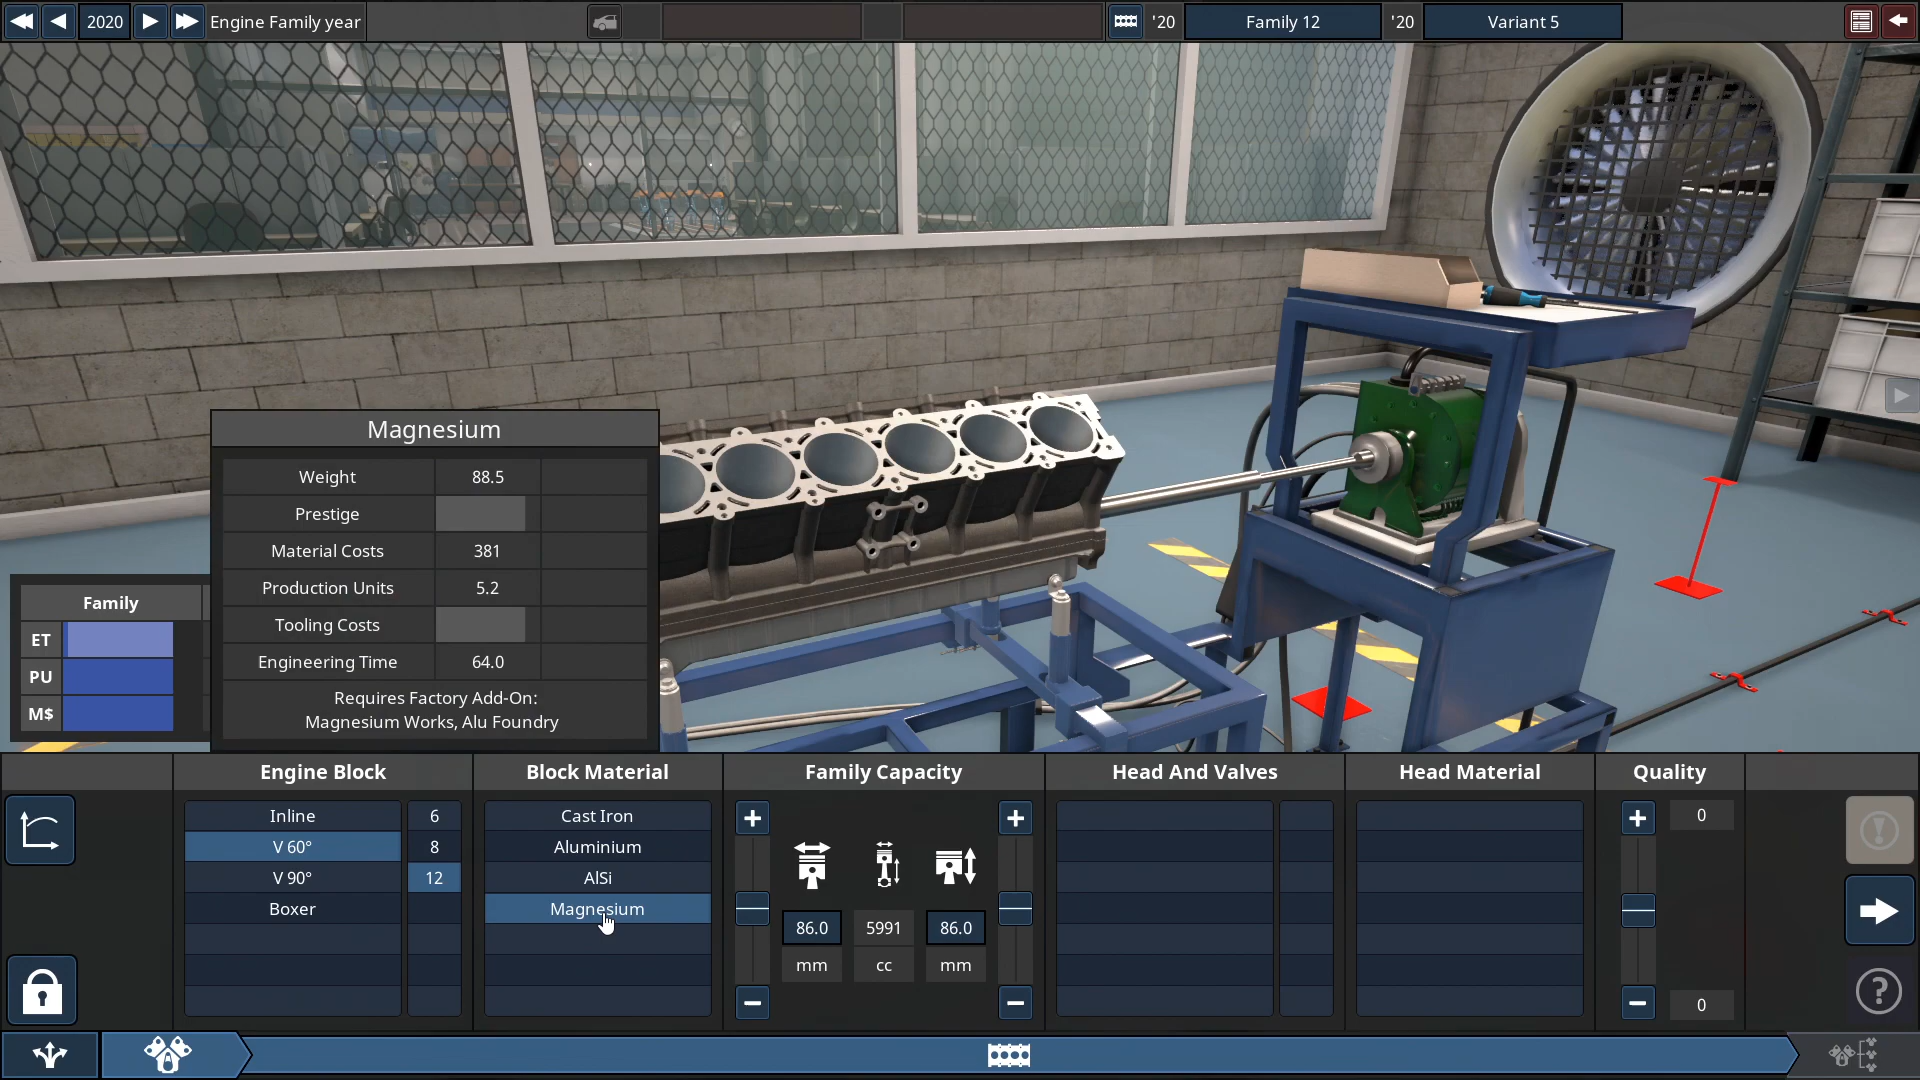 2020 Engine Family year '20 Family 12 '20 Variant 5
Magnesium
Weight 88.5
Prestige
Material Costs 381
Production Units 5.2
Tooling Costs
Engineering Time 64.0
Requires Factory Add-On:
Magnesium Works, Alu Foundry
Family
ET
PU
M$
Engine Block Block Material Family Capacity Head And Valves Head Material Quality
Inline 6 Cast Iron 0
V 60° 8 Aluminium
V 90° 12 AlSi
Boxer Magnesium
86.0 5991 86.0
mm cc mm
0